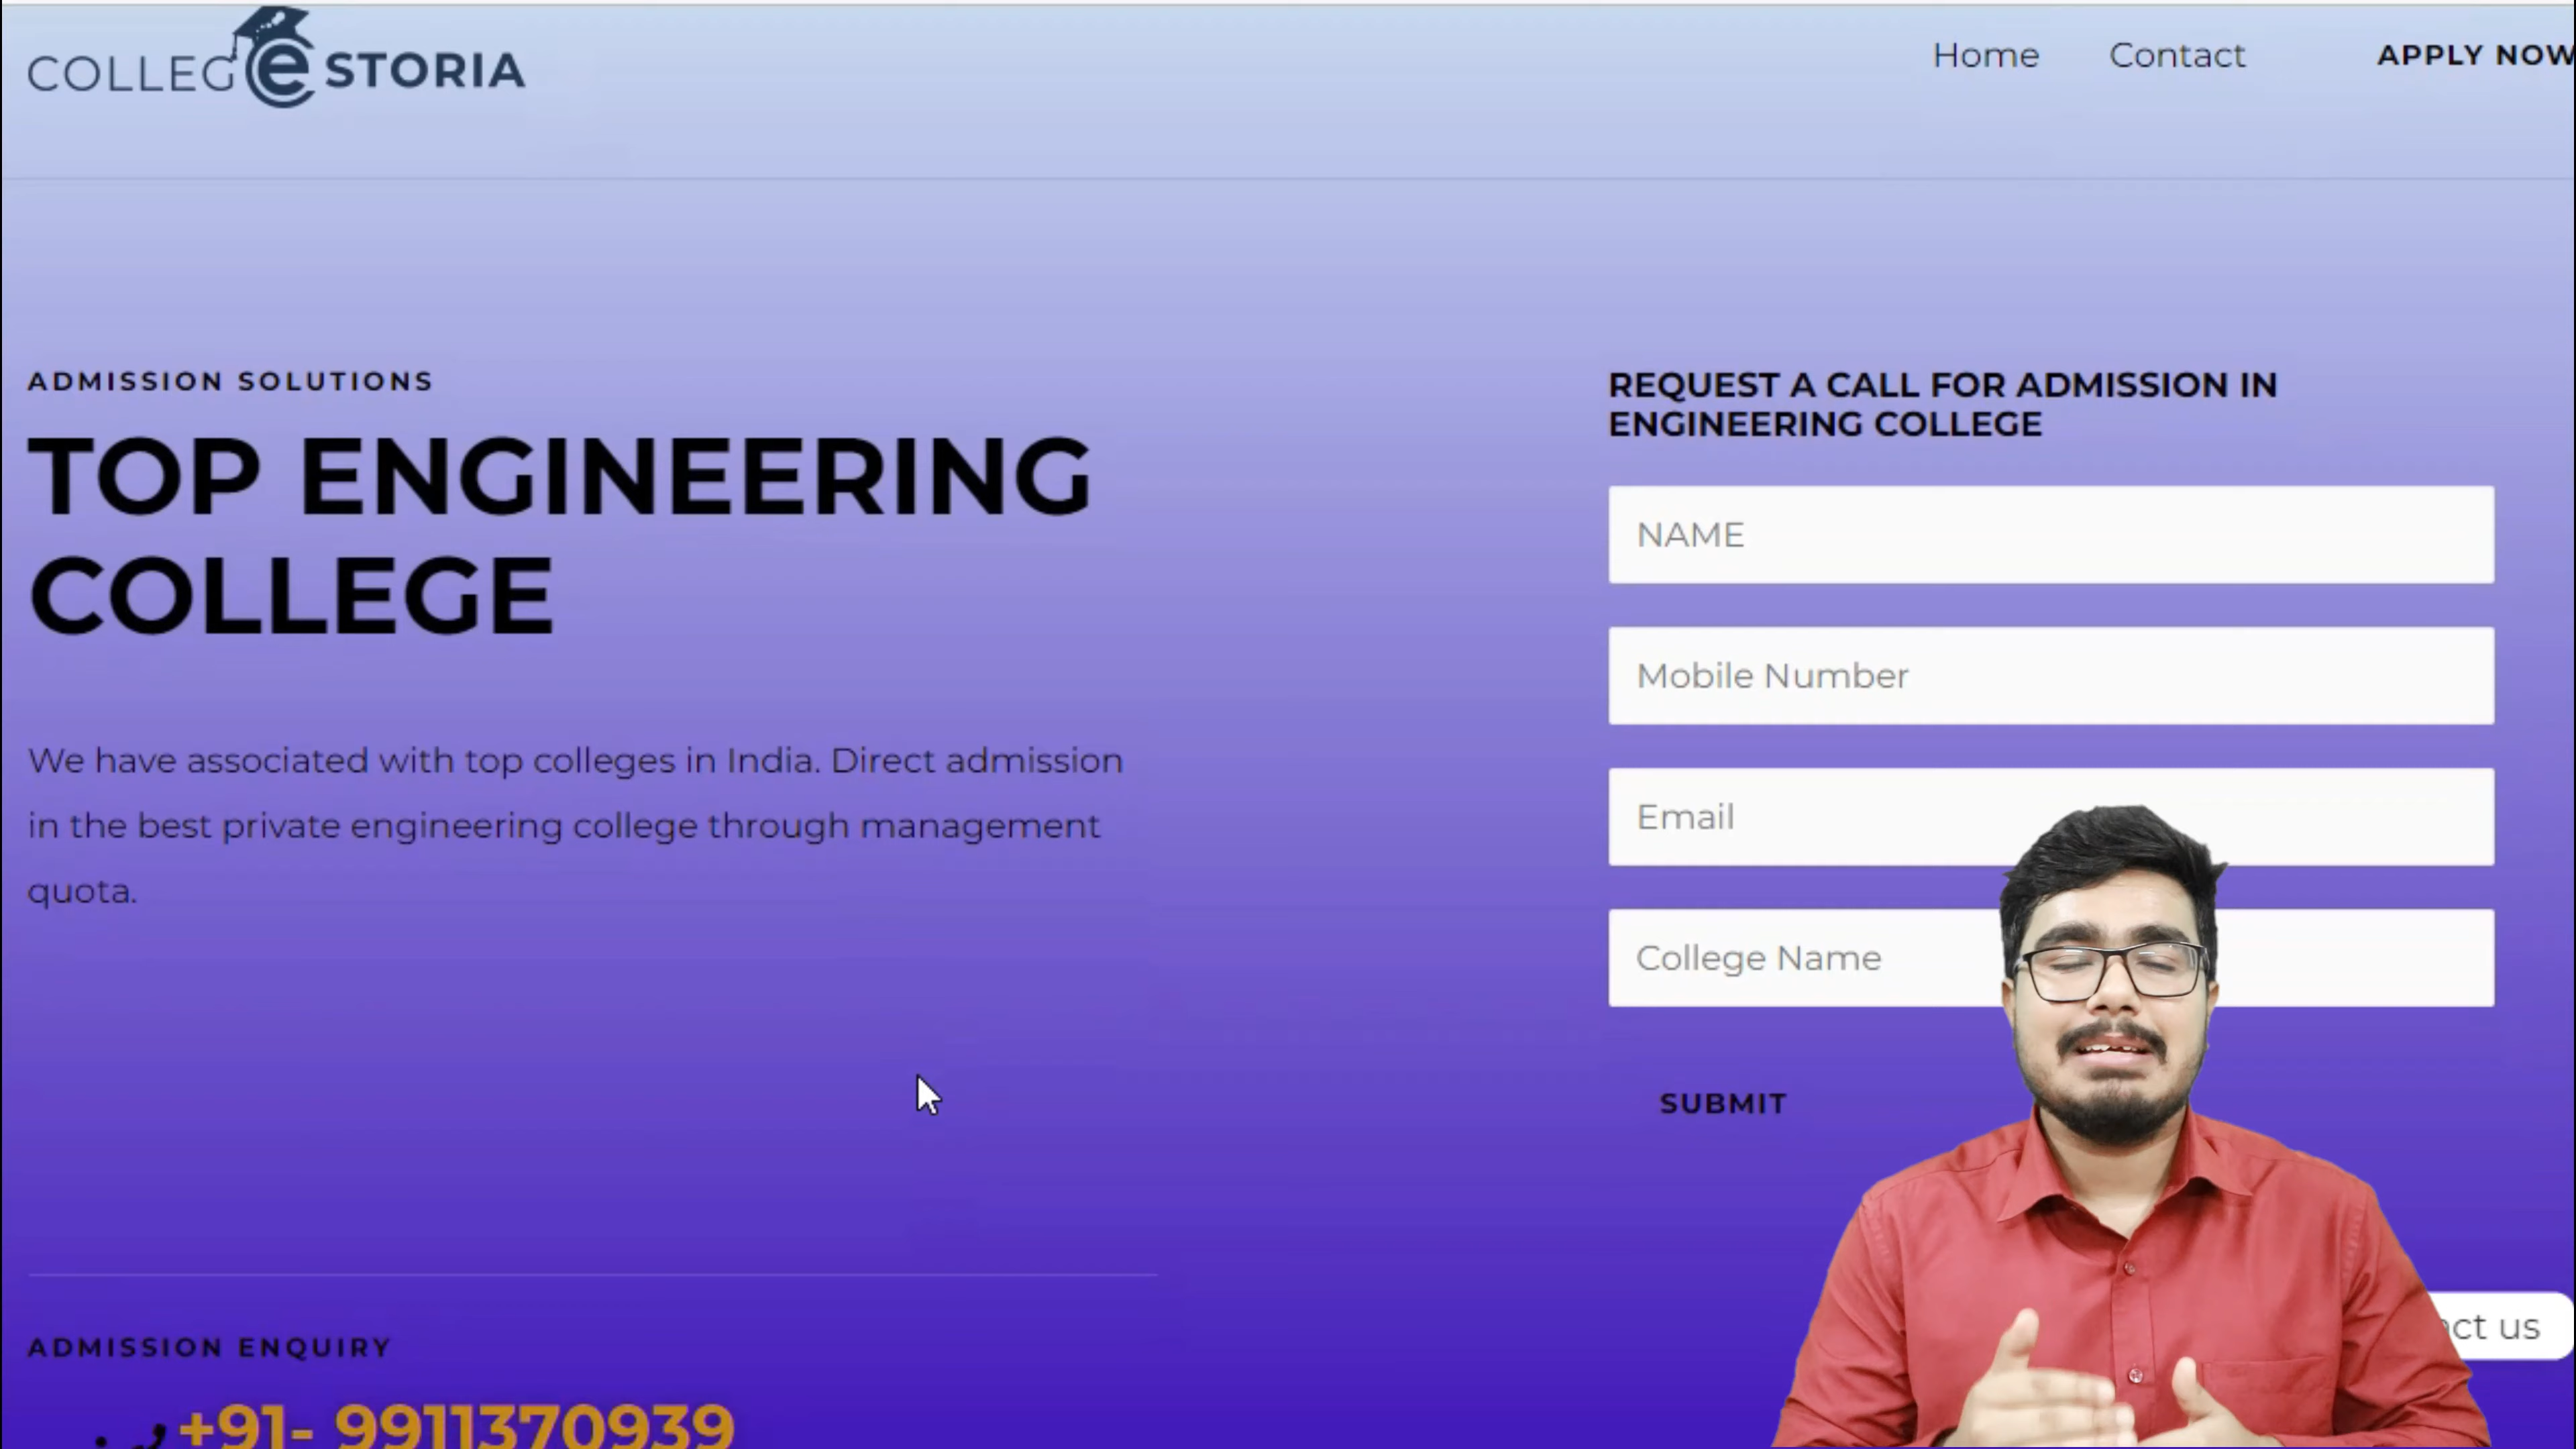 COLLEGe STORIA
Home
Contact
APPLY NOW
ADMISSION SOLUTIONS
TOP ENGINEERING
COLLEGE
We have associated with top colleges in India. Direct admission
in the best private engineering college through management
quota.
ADMISSION ENQUIRY
+91- 9911370939
REQUEST A CALL FOR ADMISSION IN
ENGINEERING COLLEGE
NAME
Mobile Number
Email
College Name
SUBMIT
us